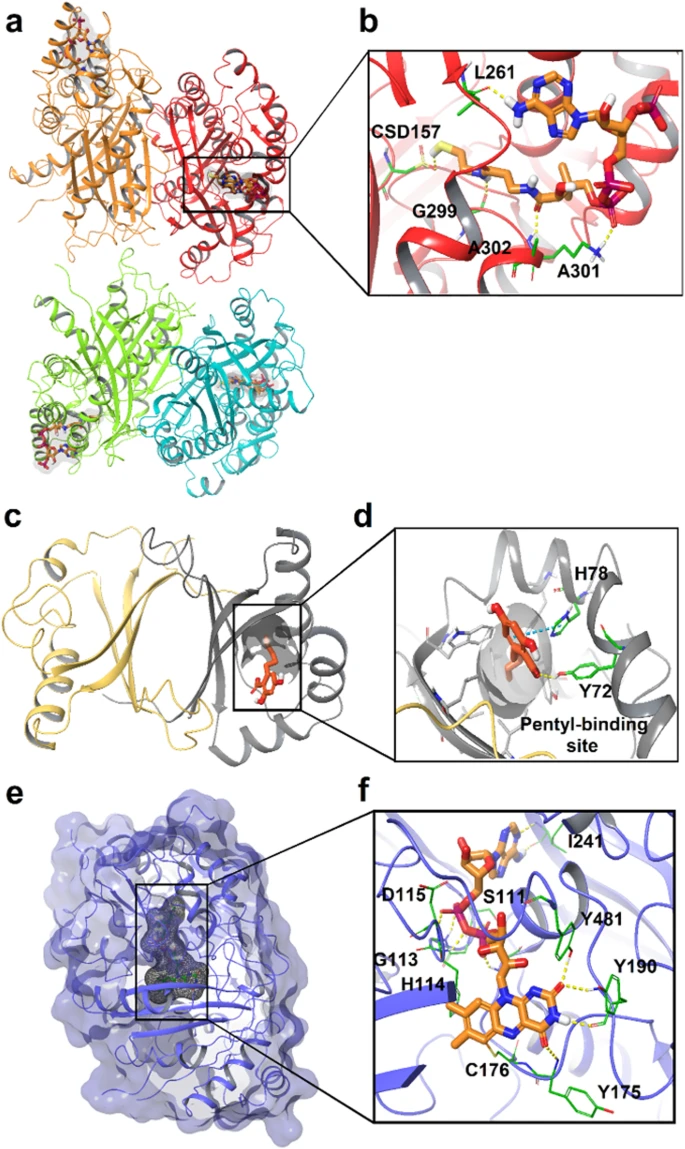 a
b
L261
CSD157
G299
A302
A301
c
d
H78
Y72
Pentyl-binding
site
e
f
I241
D115
S111
Y481
G113
Y190
H114
C176
Y175